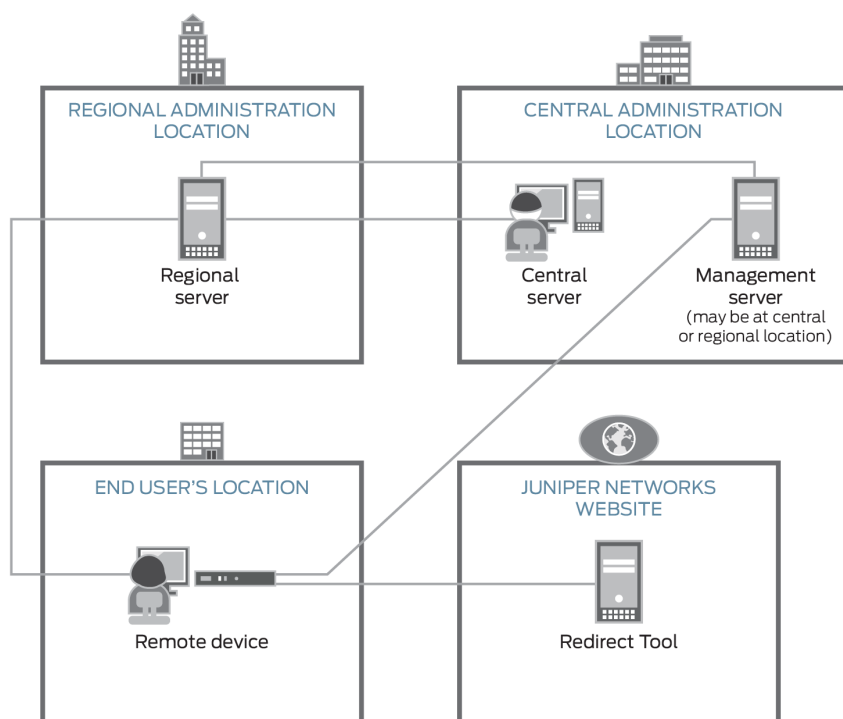 REGIONAL ADMINISTRATION
LOCATION
Regional
server
CENTRAL ADMINISTRATION
LOCATION
Central
server
Management
server
(may be at central
or regional location)
END USER'S LOCATION
Remote device
JUNIPER NETWORKS
WEBSITE
Redirect Tool